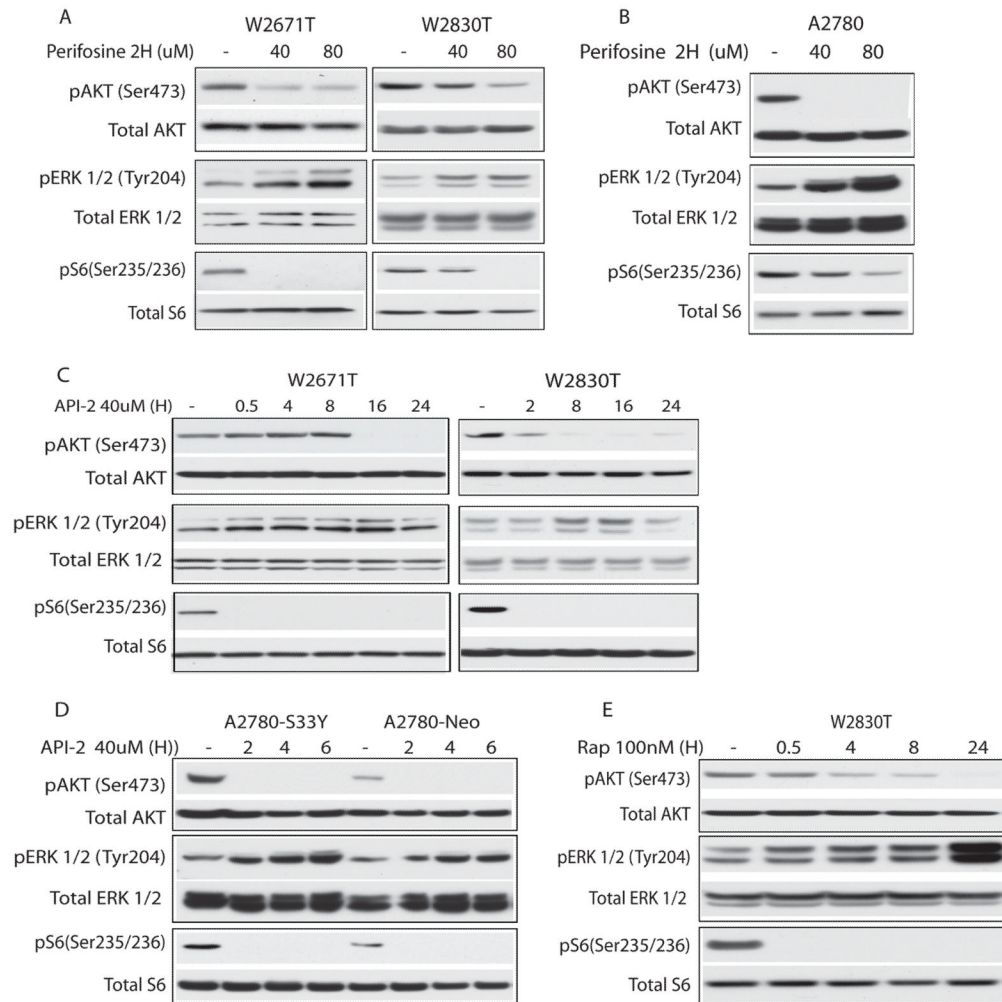 A
W2671T W2830T
Perifosine 2H (uM) - 40 80 - 40 80
pAKT (Ser473)
Total AKT
pERK 1/2 (Tyr204)
Total ERK 1/2
pS6(Ser235/236)
Total S6
B
A2780
Perifosine 2H (uM) - 40 80
pAKT (Ser473)
Total AKT
pERK 1/2 (Tyr204)
Total ERK 1/2
pS6(Ser235/236)
Total S6
C
W2671T W2830T
API-2 40uM (H) - 0.5 4 8 16 24 - 2 8 16 24
pAKT (Ser473)
Total AKT
pERK 1/2 (Tyr204)
Total ERK 1/2
pS6(Ser235/236)
Total S6
D
A2780-S33Y A2780-Neo
API-2 40uM (H) - 2 4 6 - 2 4 6
pAKT (Ser473)
Total AKT
pERK 1/2 (Tyr204)
Total ERK 1/2
pS6(Ser235/236)
Total S6
E
W2830T
Rap 100nM (H) - 0.5 4 8 24
pAKT (Ser473)
Total AKT
pERK 1/2 (Tyr204)
Total ERK 1/2
pS6(Ser235/236)
Total S6